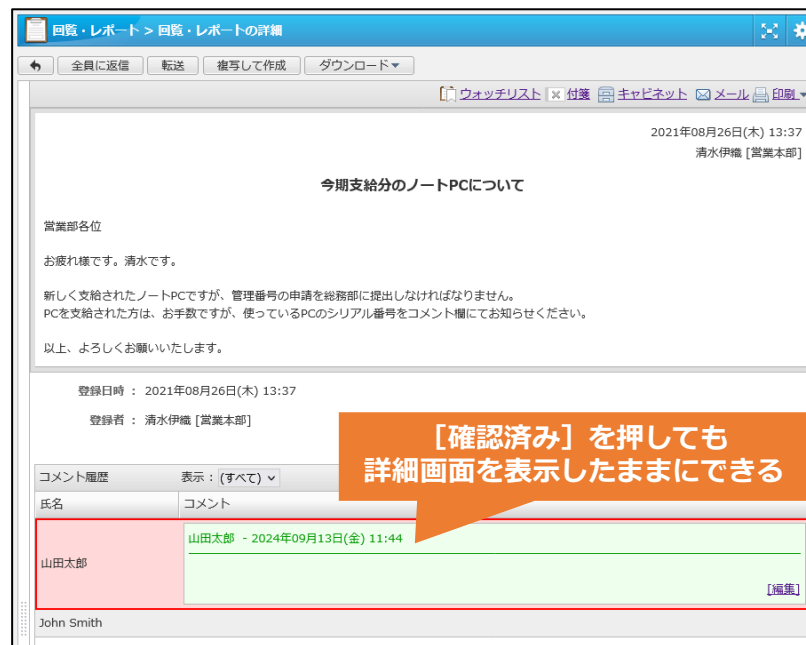 回覧・レポート > 回覧・レポートの詳細
全員に返信 転送 複写して作成 ダウンロード
ウォッチリスト 付箋 キャビネット メール 印刷
2021年08月26日(木) 13:37
清水伊織 [営業本部]
今期支給分のノートPCについて
営業部各位
お疲れ様です。清水です。
新しく支給されたノートPCですが、管理番号の申請を総務部に提出しなければなりません。
PCを支給された方は、お手数ですが、使っているPCのシリアル番号をコメント欄にてお知らせください。
以上、よろしくお願いいたします。
登録日時 : 2021年08月26日(木) 13:37
登録者 : 清水伊織 [営業本部]
[確認済み]を押しても
詳細画面を表示したままにできる
コメント履歴 表示 : (すべて)
氏名 コメント
山田太郎 - 2024年09月13日(金) 11:44
山田太郎
[編集]
John Smith